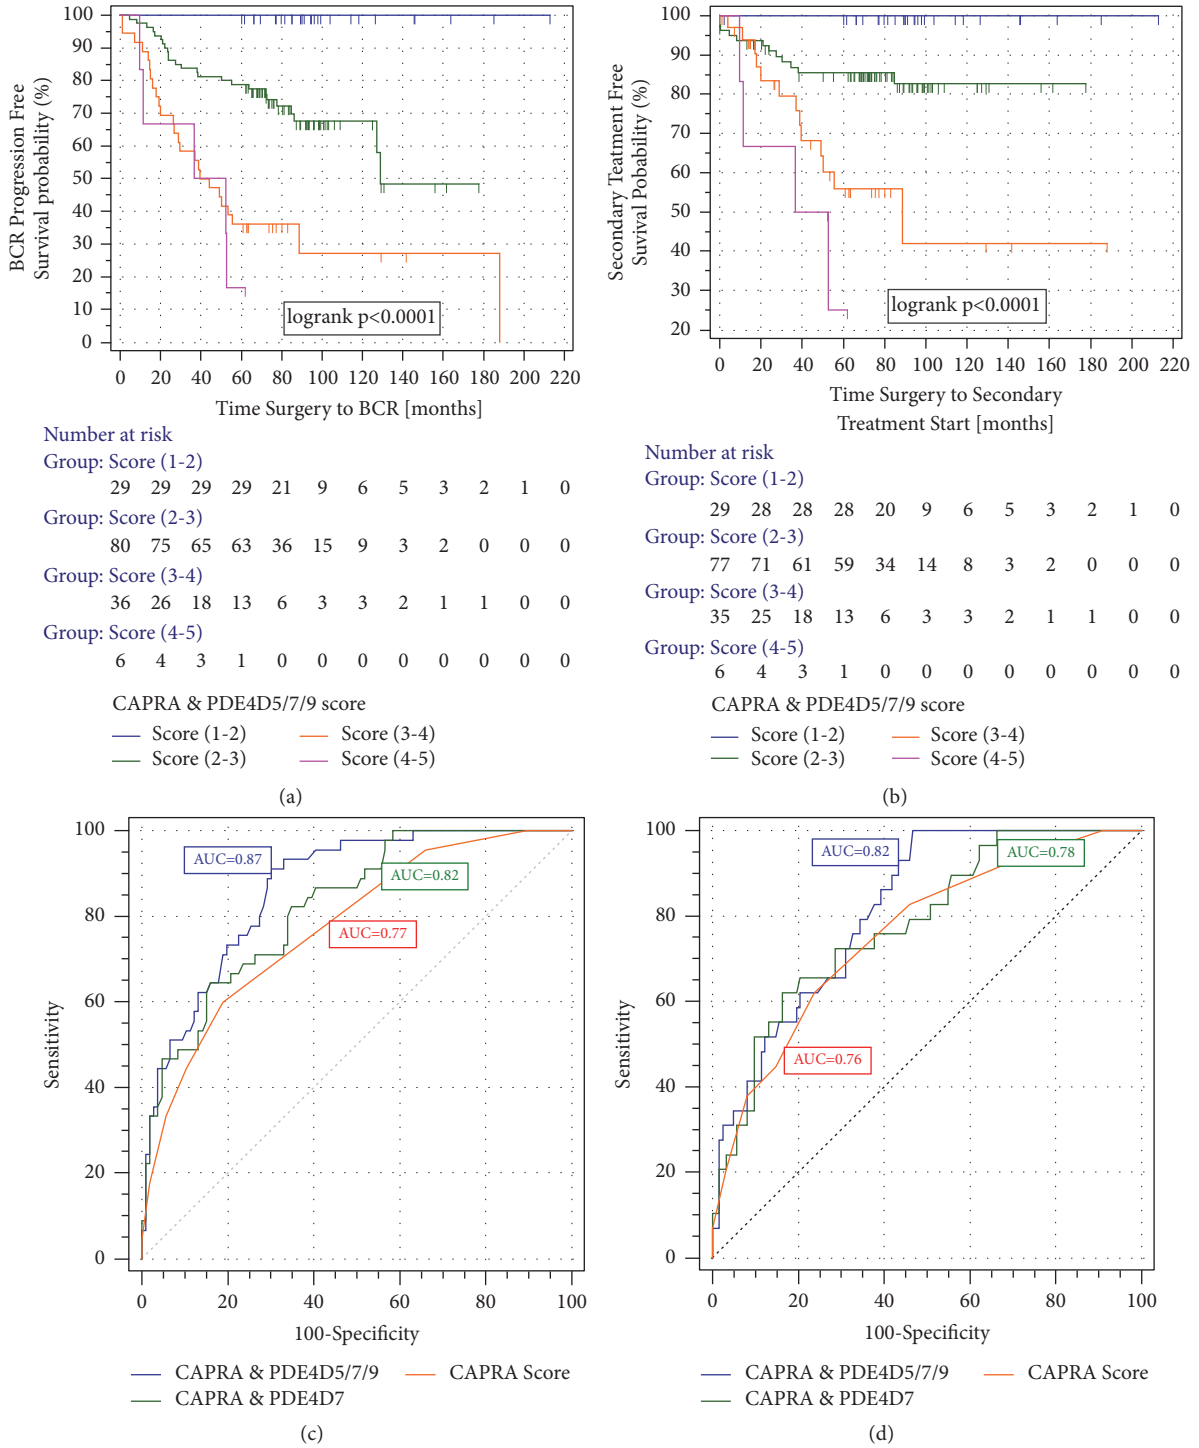 BCR Progression Free
Survival probability (%)
100
90
80
70
60
50
40
30
20
10
0
logrank p<0.0001
0 20 40 60 80 100 120 140 160 180 200 220
Time Surgery to BCR [months]
Number at risk
Group: Score (1-2)
29 29 29 29 21 9 6 5 3 2 1 0
Group: Score (2-3)
80 75 65 63 36 15 9 3 2 0 0 0
Group: Score (3-4)
36 26 18 13 6 3 3 2 1 1 0 0
Group: Score (4-5)
6 4 3 1 0 0 0 0 0 0 0 0
CAPRA & PDE4D5/7/9 score
Score (1-2)
Score (3-4)
Score (2-3)
Score (4-5)
(a)
Secondary Teatment Free
Suvival Pobability (%)
100
90
80
70
60
50
40
30
20
logrank p<0.0001
0 20 40 60 80 100 120 140 160 180 200 220
Time Surgery to Secondary
Treatment Start [months]
Number at risk
Group: Score (1-2)
29 28 28 28 20 9 6 5 3 2 1 0
Group: Score (2-3)
77 71 61 59 34 14 8 3 2 0 0 0
Group: Score (3-4)
35 25 18 13 6 3 3 2 1 1 0 0
Group: Score (4-5)
6 4 3 1 0 0 0 0 0 0 0 0
CAPRA & PDE4D5/7/9 score
Score (1-2)
Score (3-4)
Score (2-3)
Score (4-5)
(b)
Sensitivity
100
80
60
40
20
0
AUC=0.87
AUC=0.82
AUC=0.77
0 20 40 60 80 100
100-Specificity
CAPRA & PDE4D5/7/9
CAPRA Score
CAPRA & PDE4D7
(c)
Sensitivity
100
80
60
40
20
0
AUC=0.82
AUC=0.78
AUC=0.76
0 20 40 60 80 100
100-Specificity
CAPRA & PDE4D5/7/9
CAPRA Score
CAPRA & PDE4D7
(d)